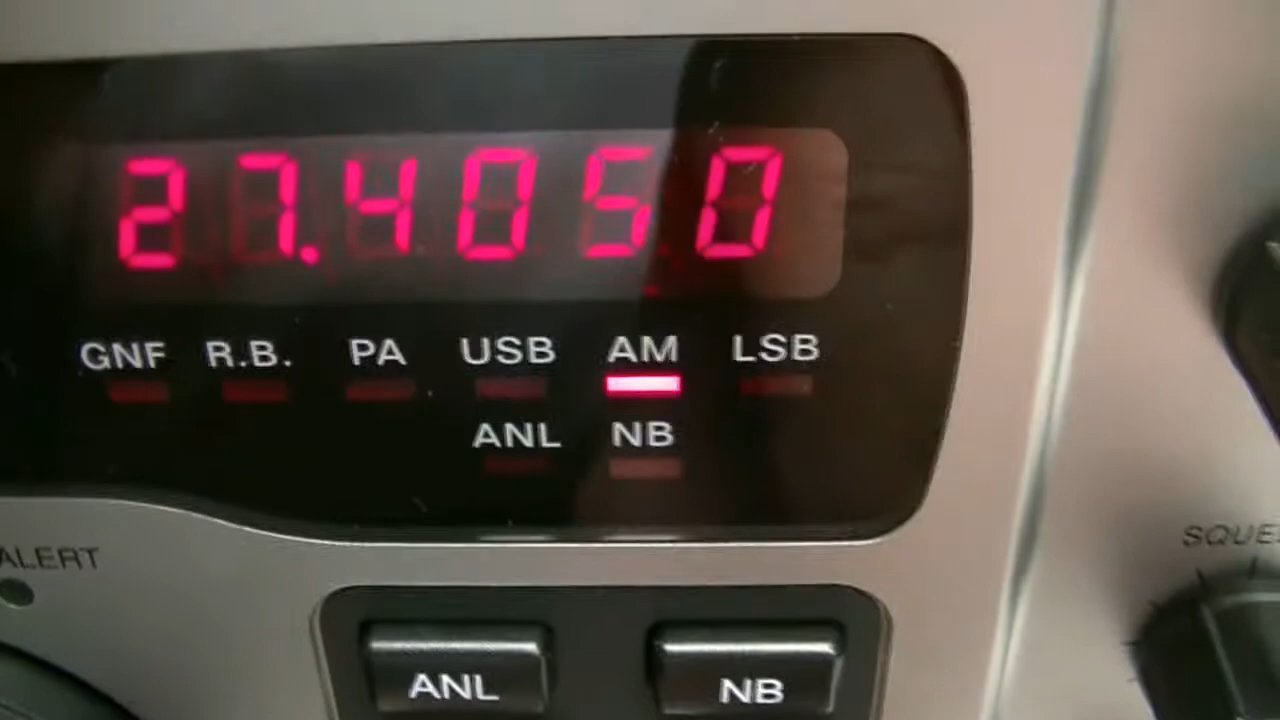 27.4050
GNF R.B. PA USB AM LSB
ANL NB
ALERT
SQUE
ANL NB